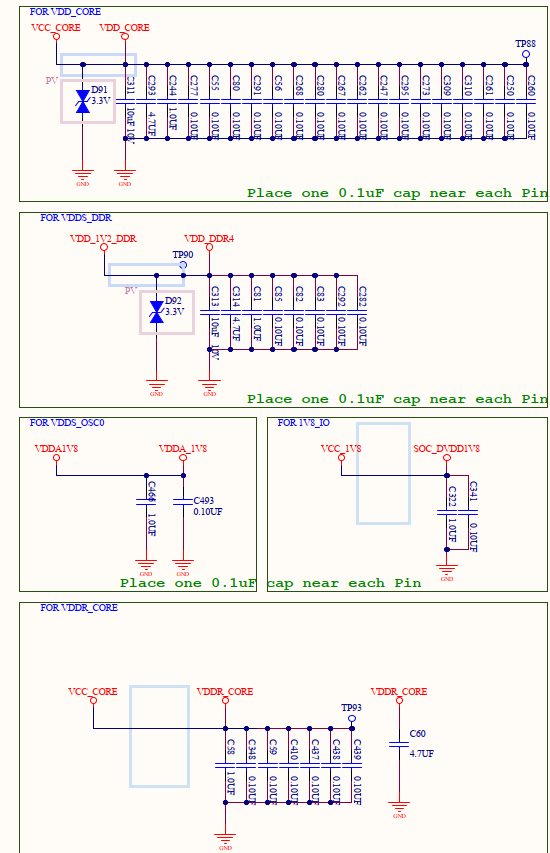 FOR VDD_CORE
VCC_CORE
VDD_CORE
TP88
PV
D91
3.3V
C311
10uF 10V
C293
4.7UF
C244
1.0UF
C277
0.10UF
C55
0.10UF
C80
0.10UF
C291
0.10UF
C56
0.10UF
C268
0.10UF
C280
0.10UF
C267
0.10UF
C262
0.10UF
C247
0.10UF
C295
0.10UF
C273
0.10UF
C309
0.10UF
C310
0.10UF
C261
0.10UF
C250
0.10UF
C260
0.10UF
GND
GND
Place one 0.1uF cap near each Pin
FOR VDDS_DDR
VDD_1V2_DDR
VDD_DDR4
TP90
PV
D92
3.3V
C313
10uF 10V
C314
4.7UF
C81
1.0UF
C85
0.10UF
C82
0.10UF
C83
0.10UF
C292
0.10UF
C282
0.10UF
GND
GND
Place one 0.1uF cap near each Pin
FOR VDDS_OSC0
VDDA1V8
VDDA_1V8
C466
1.0UF
C493
0.10UF
GND
GND
FOR 1V8_IO
VCC_1V8
SOC_DVDD1V8
C322
1.0UF
C341
0.10UF
GND
Place one 0.1uF cap near each Pin
FOR VDDR_CORE
VCC_CORE
VDDR_CORE
TP93
VDDR_CORE
C58
1.0UF
C348
0.10UF
C59
0.10UF
C410
0.10UF
C437
0.10UF
C438
0.10UF
C439
0.10UF
C60
4.7UF
GND
GND